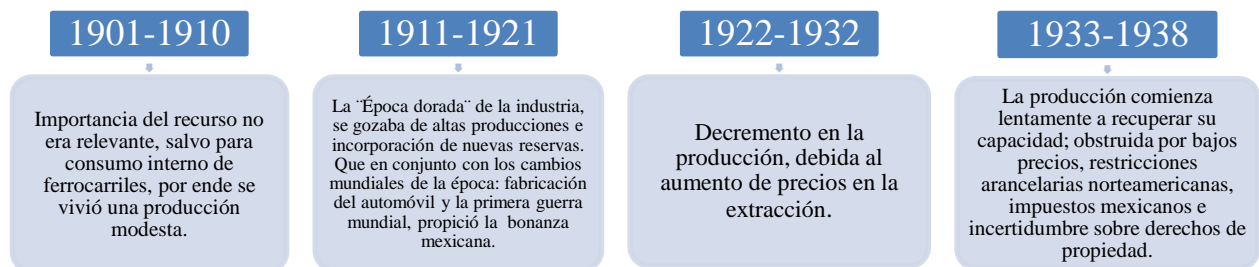 1901-1910
Importancia del recurso no
era relevante, salvo para
consumo interno de
ferrocarriles, por ende se
vivió una producción
modesta.
1911-1921
La ¨Época dorada¨ de la industria,
se gozaba de altas producciones e
incorporación de nuevas reservas.
Que en conjunto con los cambios
mundiales de la época: fabricación
del automóvil y la primera guerra
mundial, propició la  bonanza
mexicana.
1922-1932
Decremento en la
producción, debida al
aumento de precios en la
extracción.
1933-1938
La producción comienza
lentamente a recuperar su
capacidad; obstruida por bajos
precios, restricciones
arancelarias norteamericanas,
impuestos mexicanos e
incertidumbre sobre derechos de
propiedad.